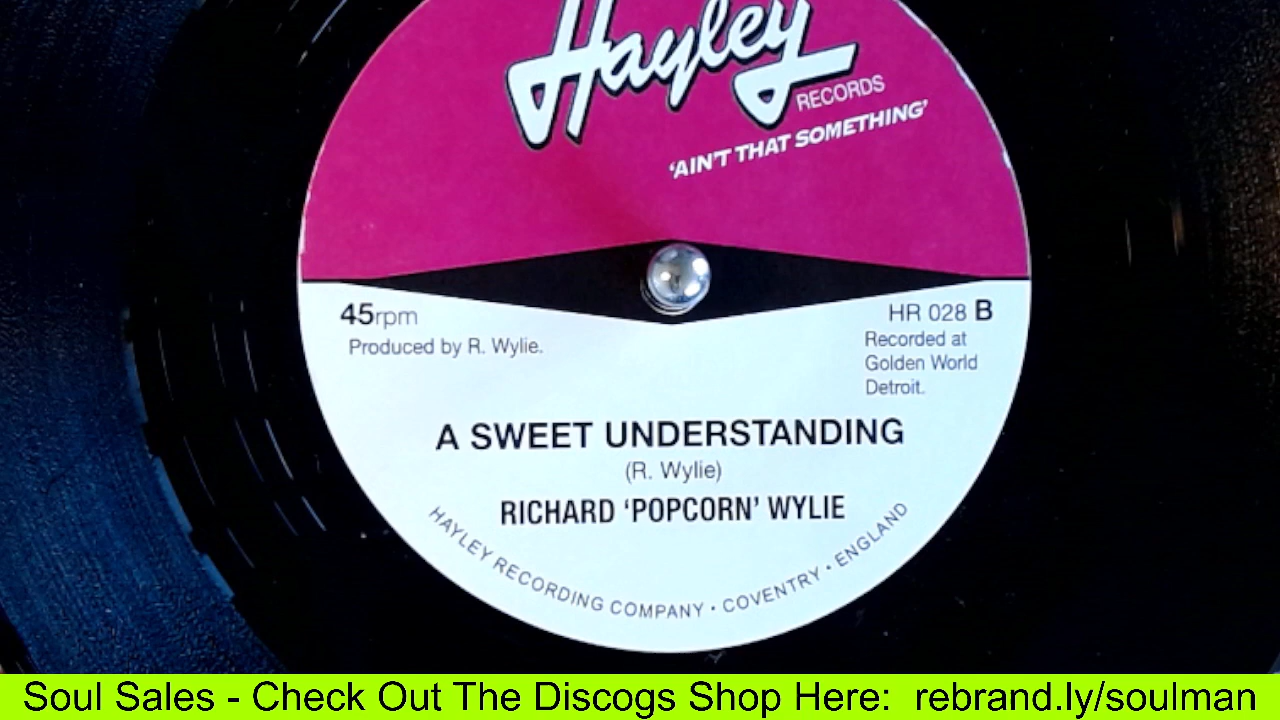 Hayley
RECORDS
‘AIN’T THAT SOMETHING’
45rpm
Produced by R. Wylie.
HR 028 B
Recorded at
Golden World
Detroit.
A SWEET UNDERSTANDING
(R. Wylie)
RICHARD ‘POPCORN’ WYLIE
HAYLEY RECORDING COMPANY • COVENTRY • ENGLAND
Soul Sales - Check Out The Discogs Shop Here: rebrand.ly/soulman